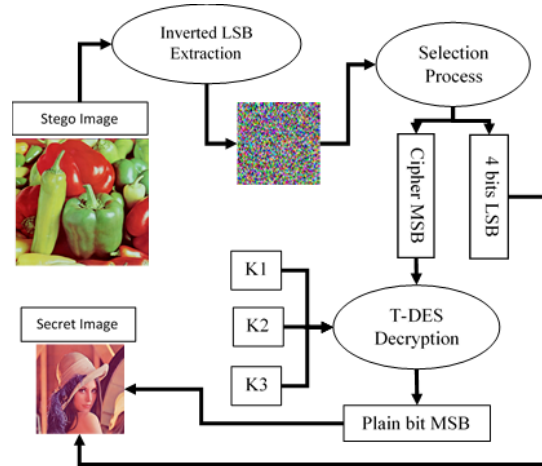 Inverted LSB
Extraction
Selection
Process
Stego Image
Cipher MSB
4 bits LSB
K1
K2
K3
T-DES
Decryption
Secret Image
Plain bit MSB